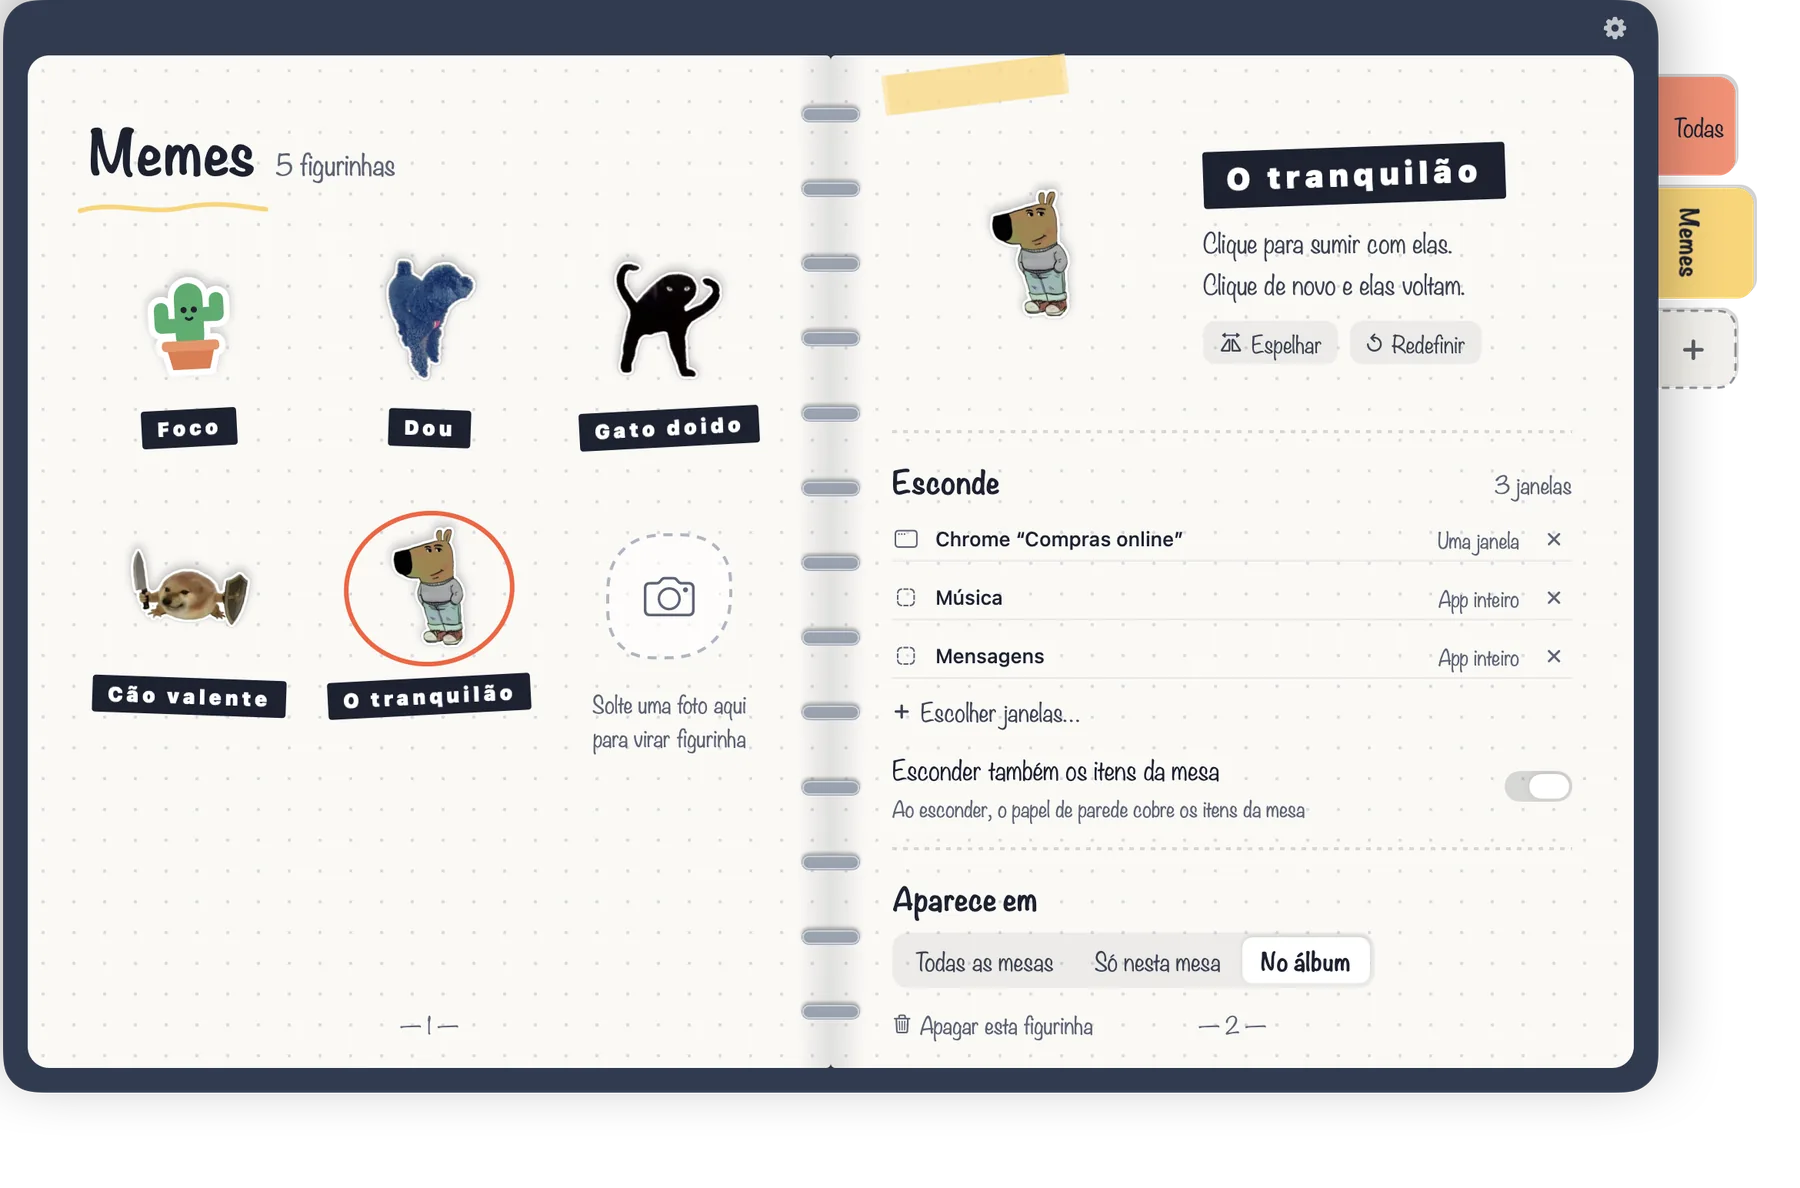 Memes 5 figurinhas
Foco
Dou
Gato doido
Cão valente
O tranquilão
Solte uma foto aqui
para virar figurinha
—1—
O tranquilão
Clique para sumir com elas.
Clique de novo e elas voltam.
Espelhar
Redefinir
Esconde
3 janelas
Chrome “Compras online”
Uma janela
Música
App inteiro
Mensagens
App inteiro
+ Escolher janelas...
Esconder também os itens da mesa
Ao esconder, o papel de parede cobre os itens da mesa
Aparece em
Todas as mesas
Só nesta mesa
No álbum
Apagar esta figurinha
—2—
Todas
Memes
+